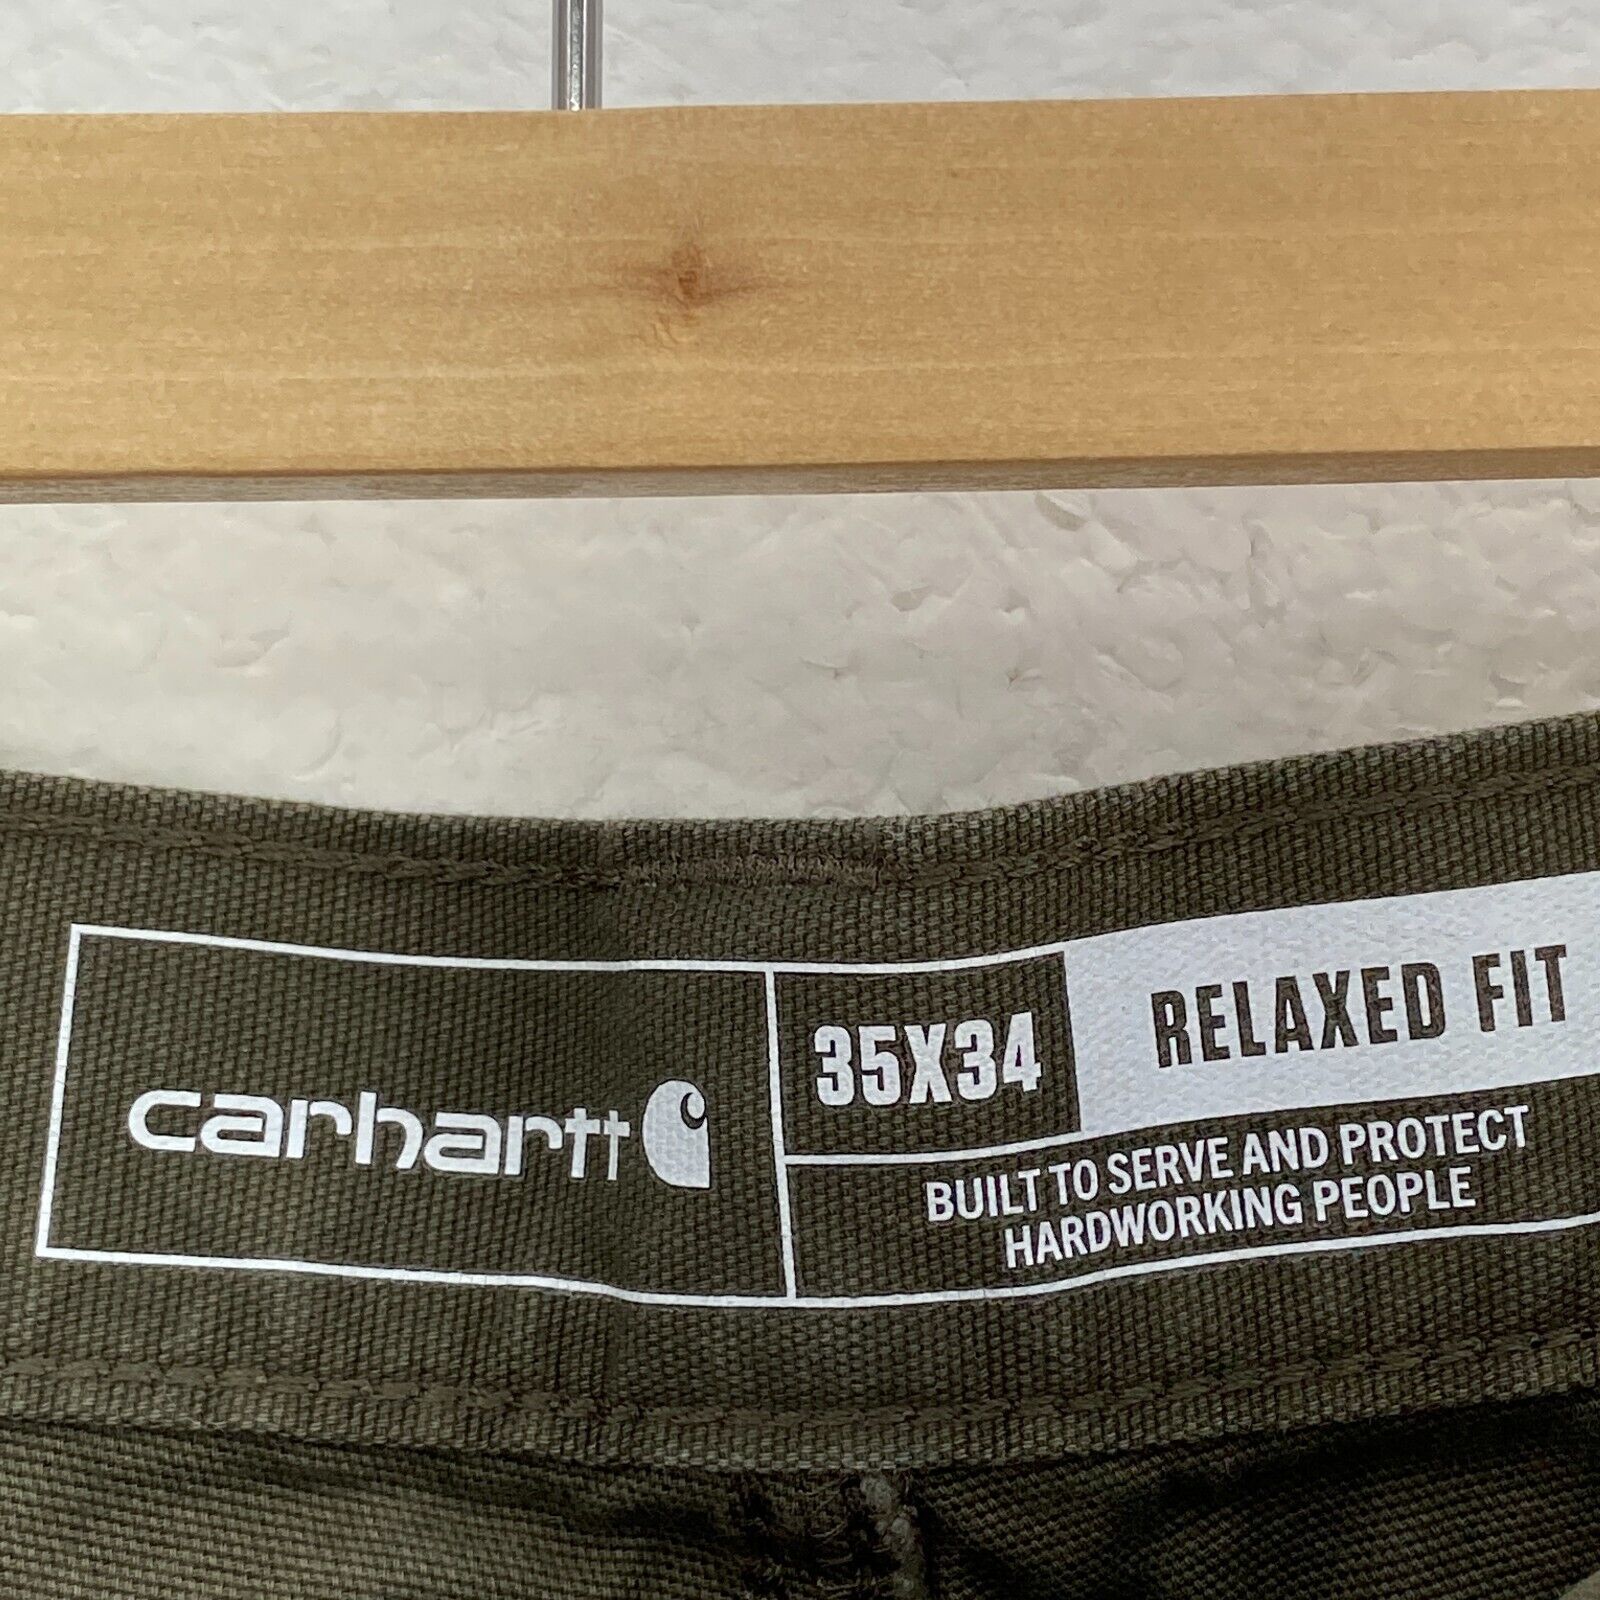 carhartt
35X34
RELAXED FIT
BUILT TO SERVE AND PROTECT
HARDWORKING PEOPLE